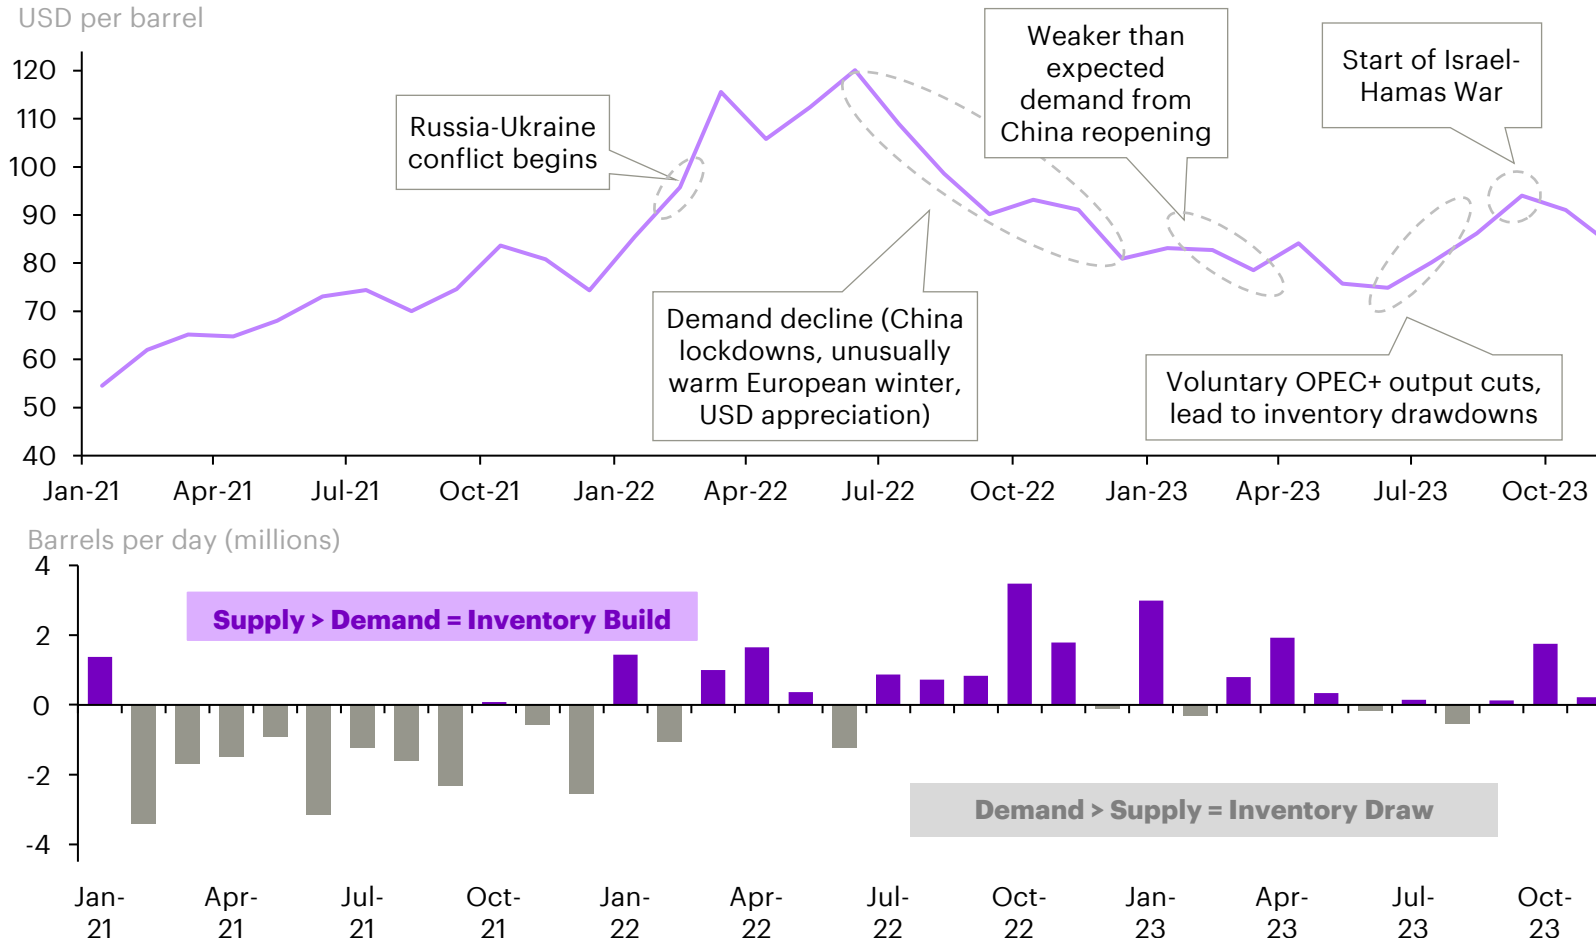 USD per barrel
120
110
100
90
80
70
60
50
40
Russia-Ukraine
conflict begins
Demand decline (China
lockdowns, unusually
warm European winter,
USD appreciation)
Weaker than
expected
demand from
China reopening
Start of Israel-
Hamas War
Voluntary OPEC+ output cuts,
lead to inventory drawdowns
Jan-21 Apr-21 Jul-21 Oct-21 Jan-22 Apr-22 Jul-22 Oct-22 Jan-23 Apr-23 Jul-23 Oct-23
Barrels per day (millions)
4
2
0
-2
-4
Supply > Demand = Inventory Build
Demand > Supply = Inventory Draw
Jan- Apr- Jul- Oct- Jan- Apr- Jul- Oct- Jan- Apr- Jul- Oct-
21 21 21 21 22 22 22 22 23 23 23 23